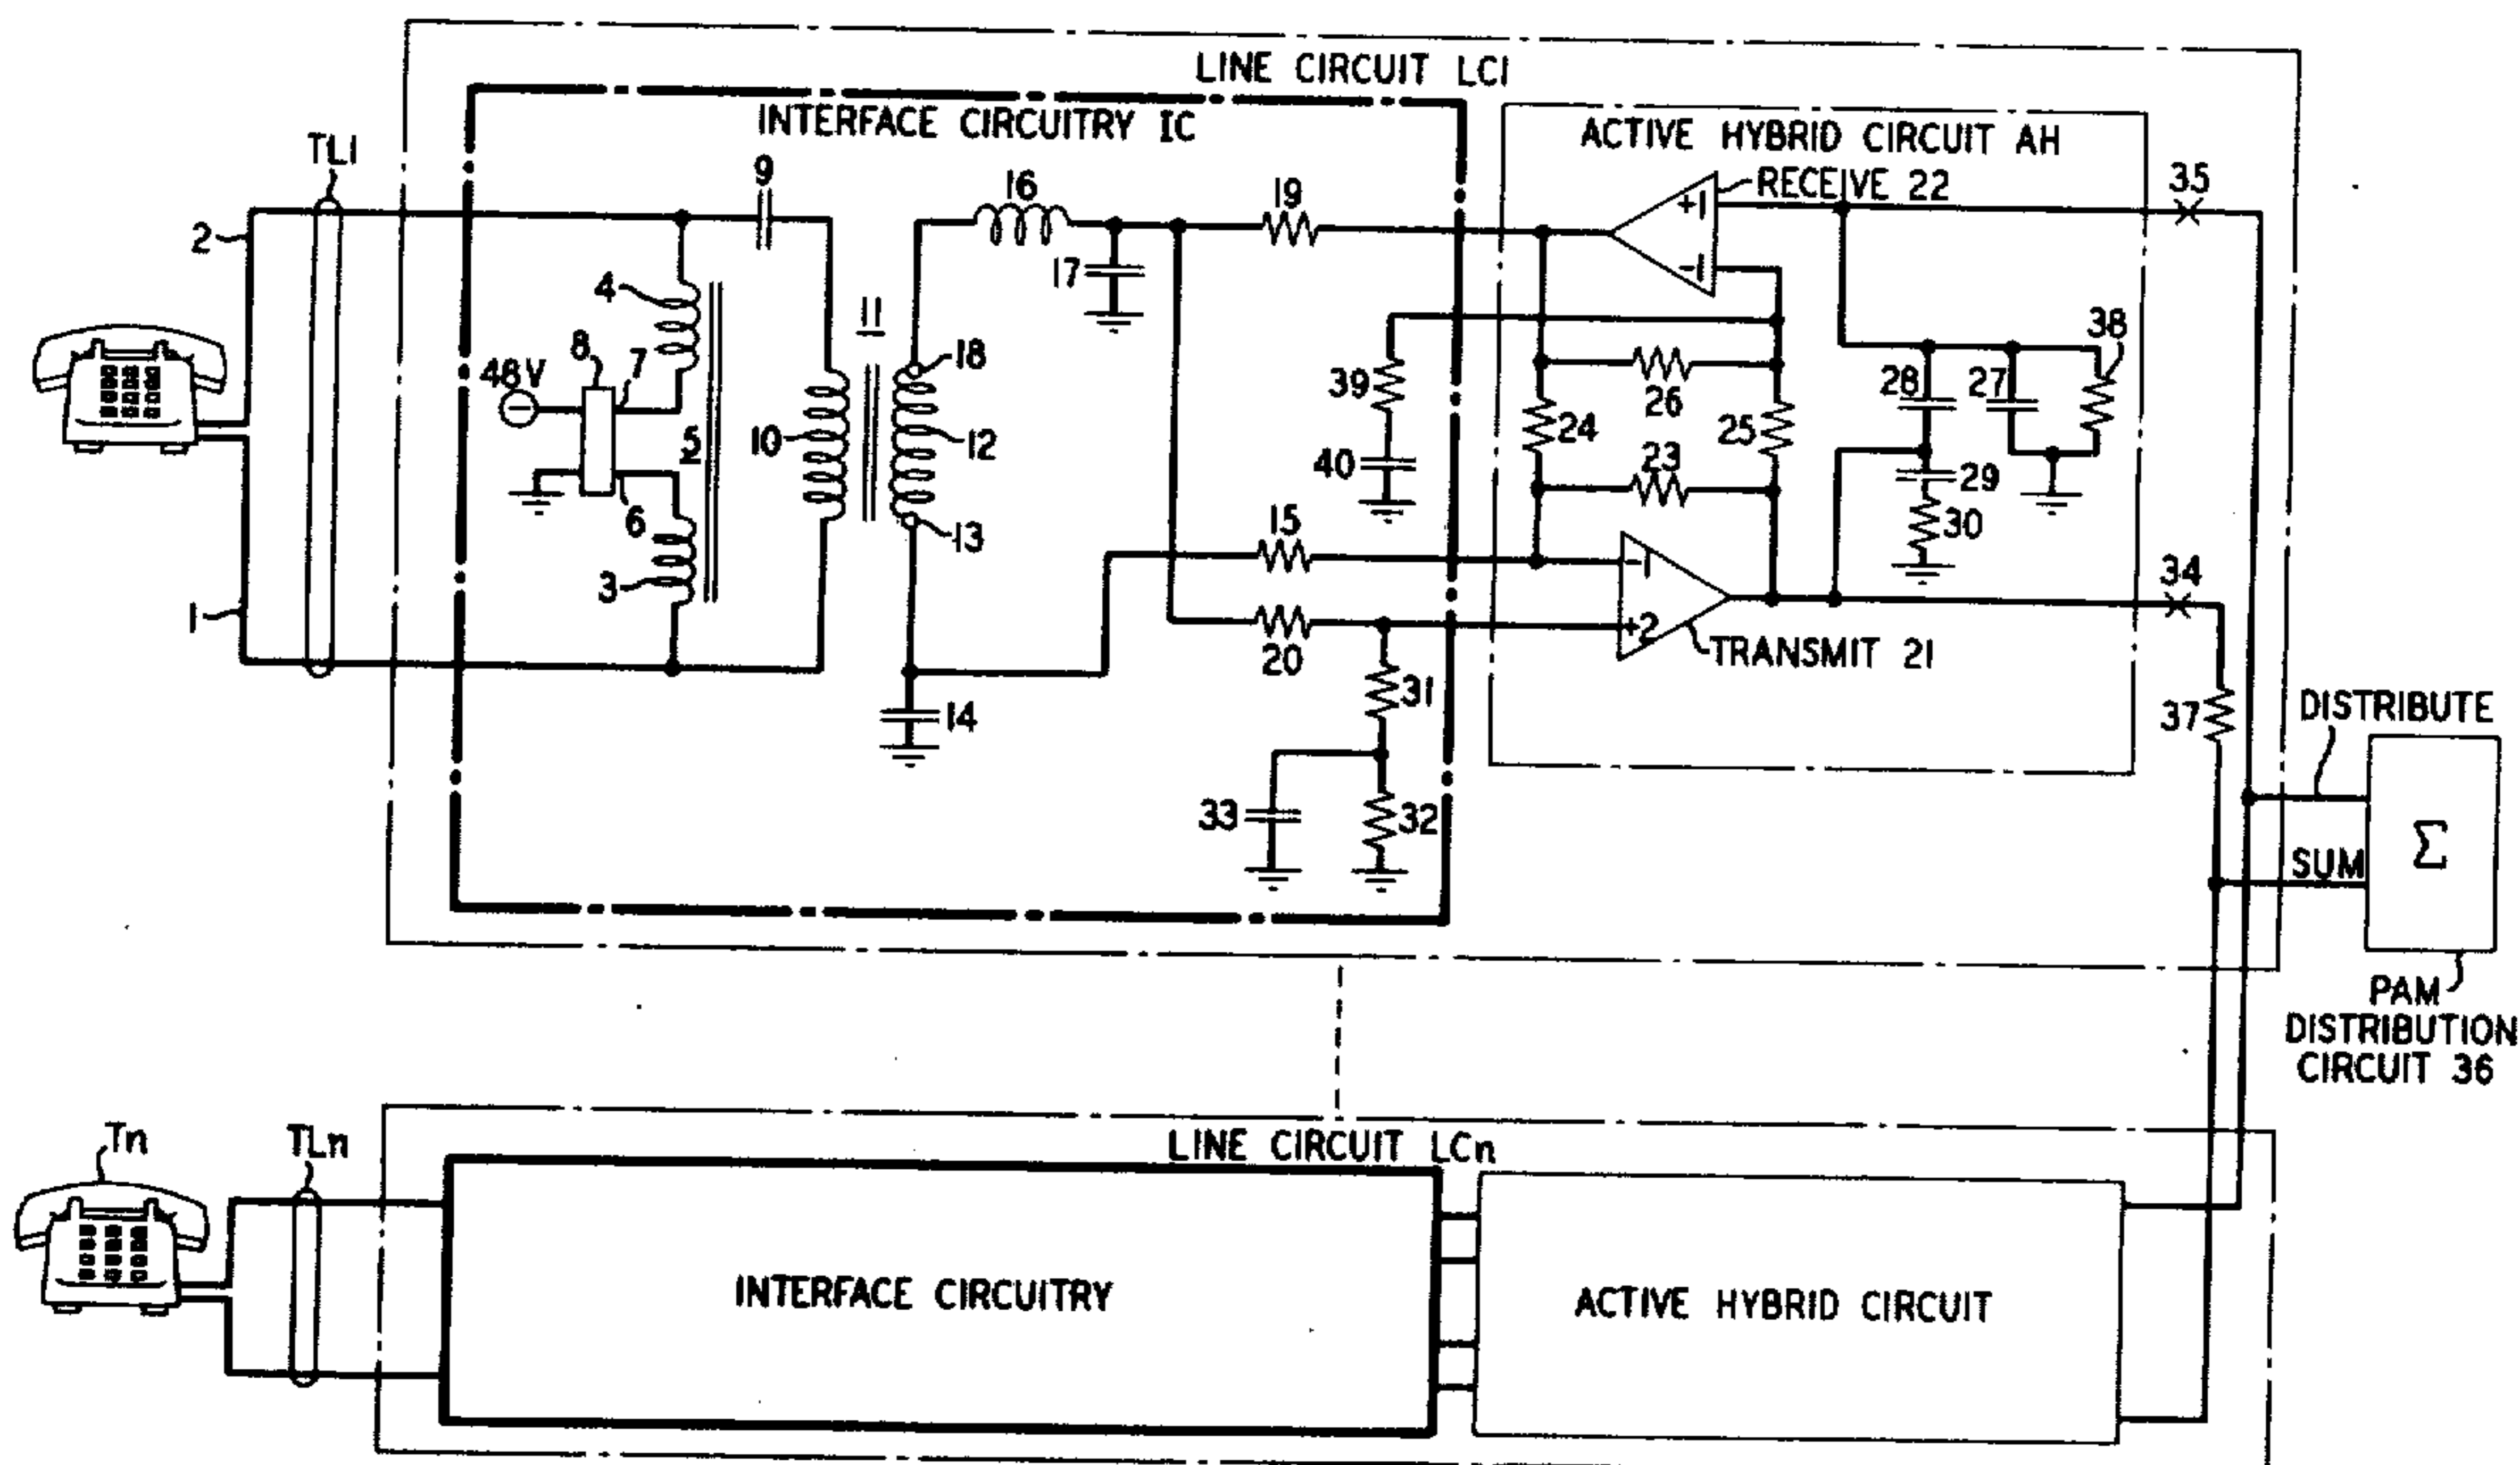 LINE CIRCUIT LC1
INTERFACE CIRCUITRY IC
ACTIVE HYBRID CIRCUIT AH
TL1
9
16
19
RECEIVE 22
35
2
+1
-1
17
4
11
38
48V
8
7
18
39
26
28
27
5
10
12
24
25
40
23
29
6
15
13
30
3
-1
34
1
+2
20
TRANSMIT 21
31
14
37
DISTRIBUTE
33
32
Σ
SUM
PAM
DISTRIBUTION
CIRCUIT 36
Tn
TLn
LINE CIRCUIT LCn
INTERFACE CIRCUITRY
ACTIVE HYBRID CIRCUIT